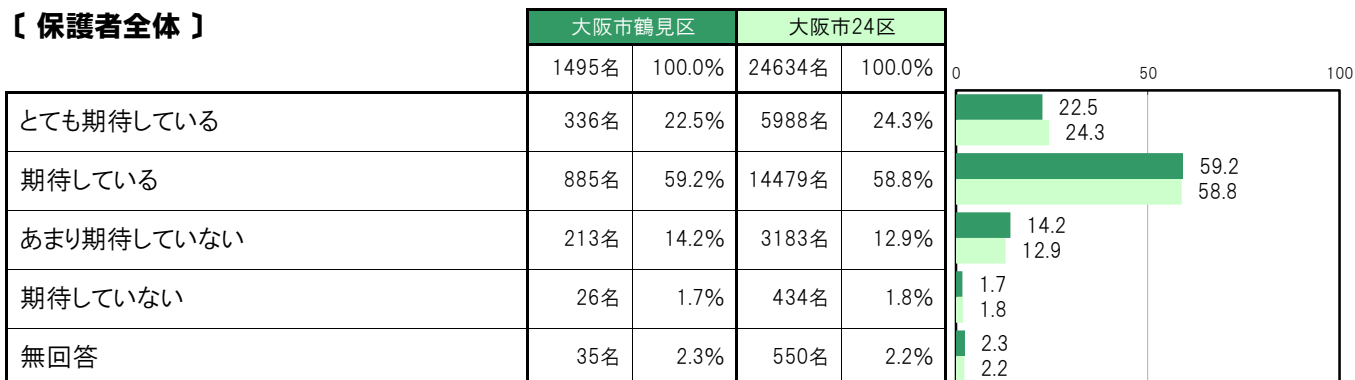 〔 保護者全体 〕
大阪市鶴見区 大阪市24区
1495名 100.0% 24634名 100.0%
0 50 100
とても期待している 336名 22.5% 5988名 24.3% 22.5
24.3
期待している 885名 59.2% 14479名 58.8% 59.2
58.8
あまり期待していない 213名 14.2% 3183名 12.9% 14.2
12.9
期待していない 26名 1.7% 434名 1.8% 1.7
1.8
無回答 35名 2.3% 550名 2.2% 2.3
2.2